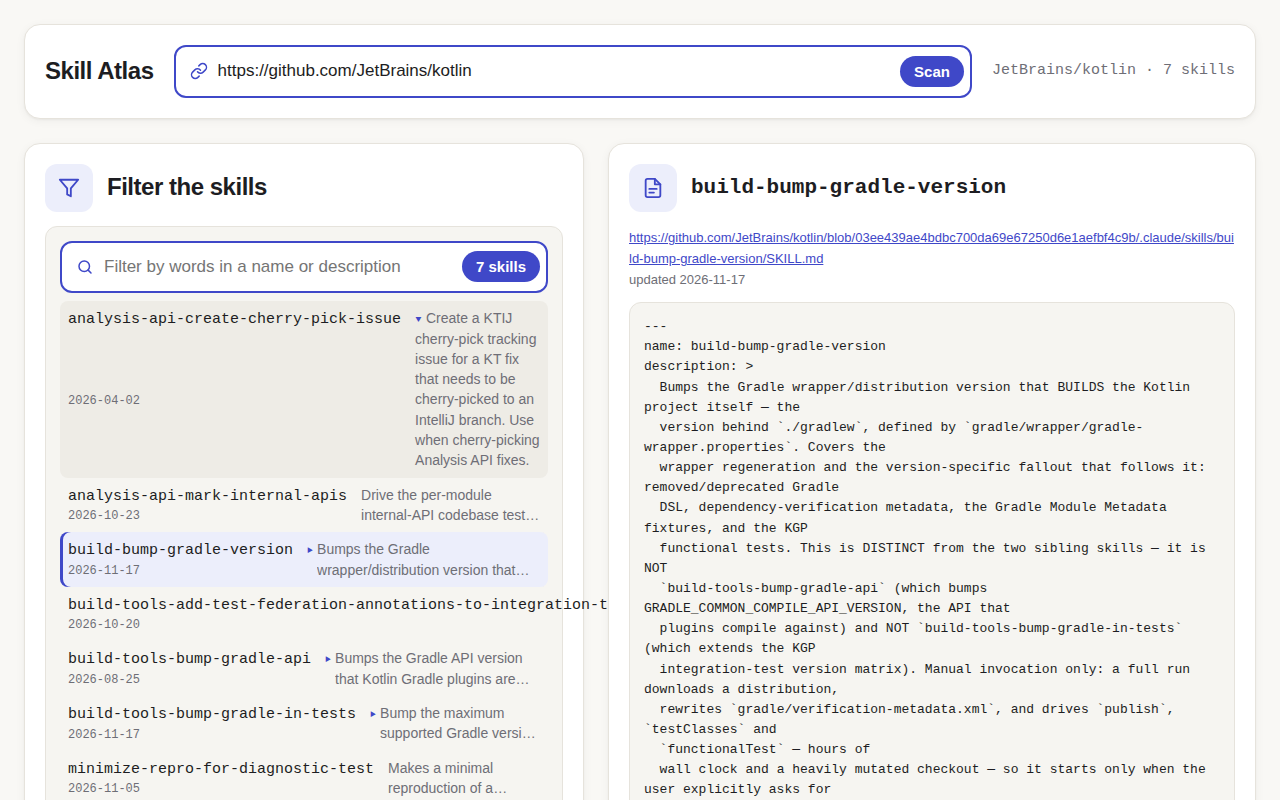 Skill Atlas
https://github.com/JetBrains/kotlin
Scan
JetBrains/kotlin · 7 skills
Filter the skills
Filter by words in a name or description
7 skills
analysis-api-create-cherry-pick-issue
2026-04-02
▾ Create a KTIJ
cherry-pick tracking
issue for a KT fix
that needs to be
cherry-picked to an
IntelliJ branch. Use
when cherry-picking
Analysis API fixes.
analysis-api-mark-internal-apis
2026-10-23
Drive the per-module
internal-API codebase test…
build-bump-gradle-version
2026-11-17
▸ Bumps the Gradle
wrapper/distribution version that…
build-tools-add-test-federation-annotations-to-integration-t
2026-10-20
build-tools-bump-gradle-api
2026-08-25
▸ Bumps the Gradle API version
that Kotlin Gradle plugins are…
build-tools-bump-gradle-in-tests
2026-11-17
▸ Bump the maximum
supported Gradle versi…
minimize-repro-for-diagnostic-test
2026-11-05
Makes a minimal
reproduction of a…
build-bump-gradle-version
https://github.com/JetBrains/kotlin/blob/03ee439ae4bdbc700da69e67250d6e1aefbf4c9b/.claude/skills/bui
ld-bump-gradle-version/SKILL.md
updated 2026-11-17
---
name: build-bump-gradle-version
description: >
  Bumps the Gradle wrapper/distribution version that BUILDS the Kotlin
project itself — the
  version behind `./gradlew`, defined by `gradle/wrapper/gradle-
wrapper.properties`. Covers the
  wrapper regeneration and the version-specific fallout that follows it:
removed/deprecated Gradle
  DSL, dependency-verification metadata, the Gradle Module Metadata
fixtures, and the KGP
  functional tests. This is DISTINCT from the two sibling skills — it is
NOT
  `build-tools-bump-gradle-api` (which bumps
GRADLE_COMMON_COMPILE_API_VERSION, the API that
  plugins compile against) and NOT `build-tools-bump-gradle-in-tests`
(which extends the KGP
  integration-test version matrix). Manual invocation only: a full run
downloads a distribution,
  rewrites `gradle/verification-metadata.xml`, and drives `publish`,
`testClasses` and
  `functionalTest` — hours of
  wall clock and a heavily mutated checkout — so it starts only when the
user explicitly asks for